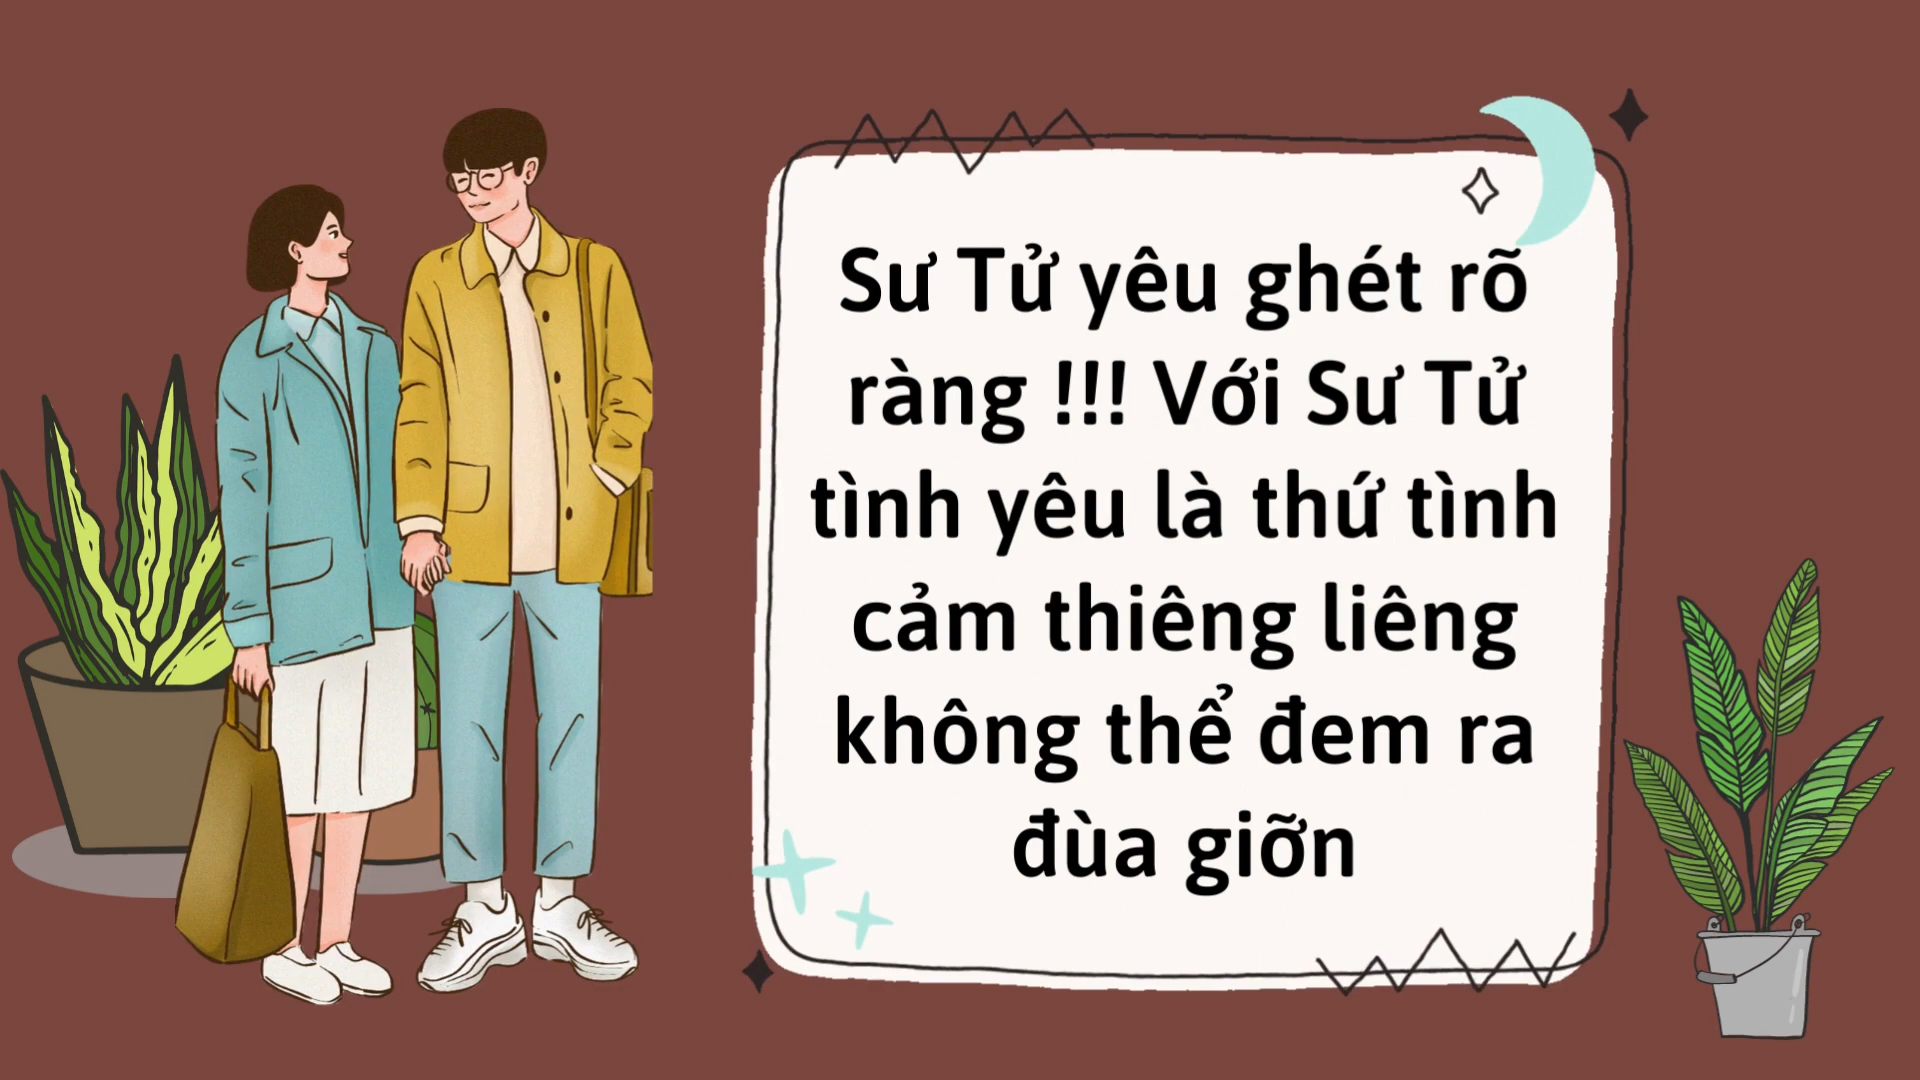 Sư Tử yêu ghét rõ
ràng !!! Với Sư Tử
tình yêu là thứ tình
cảm thiêng liêng
không thể đem ra
đùa giỡn